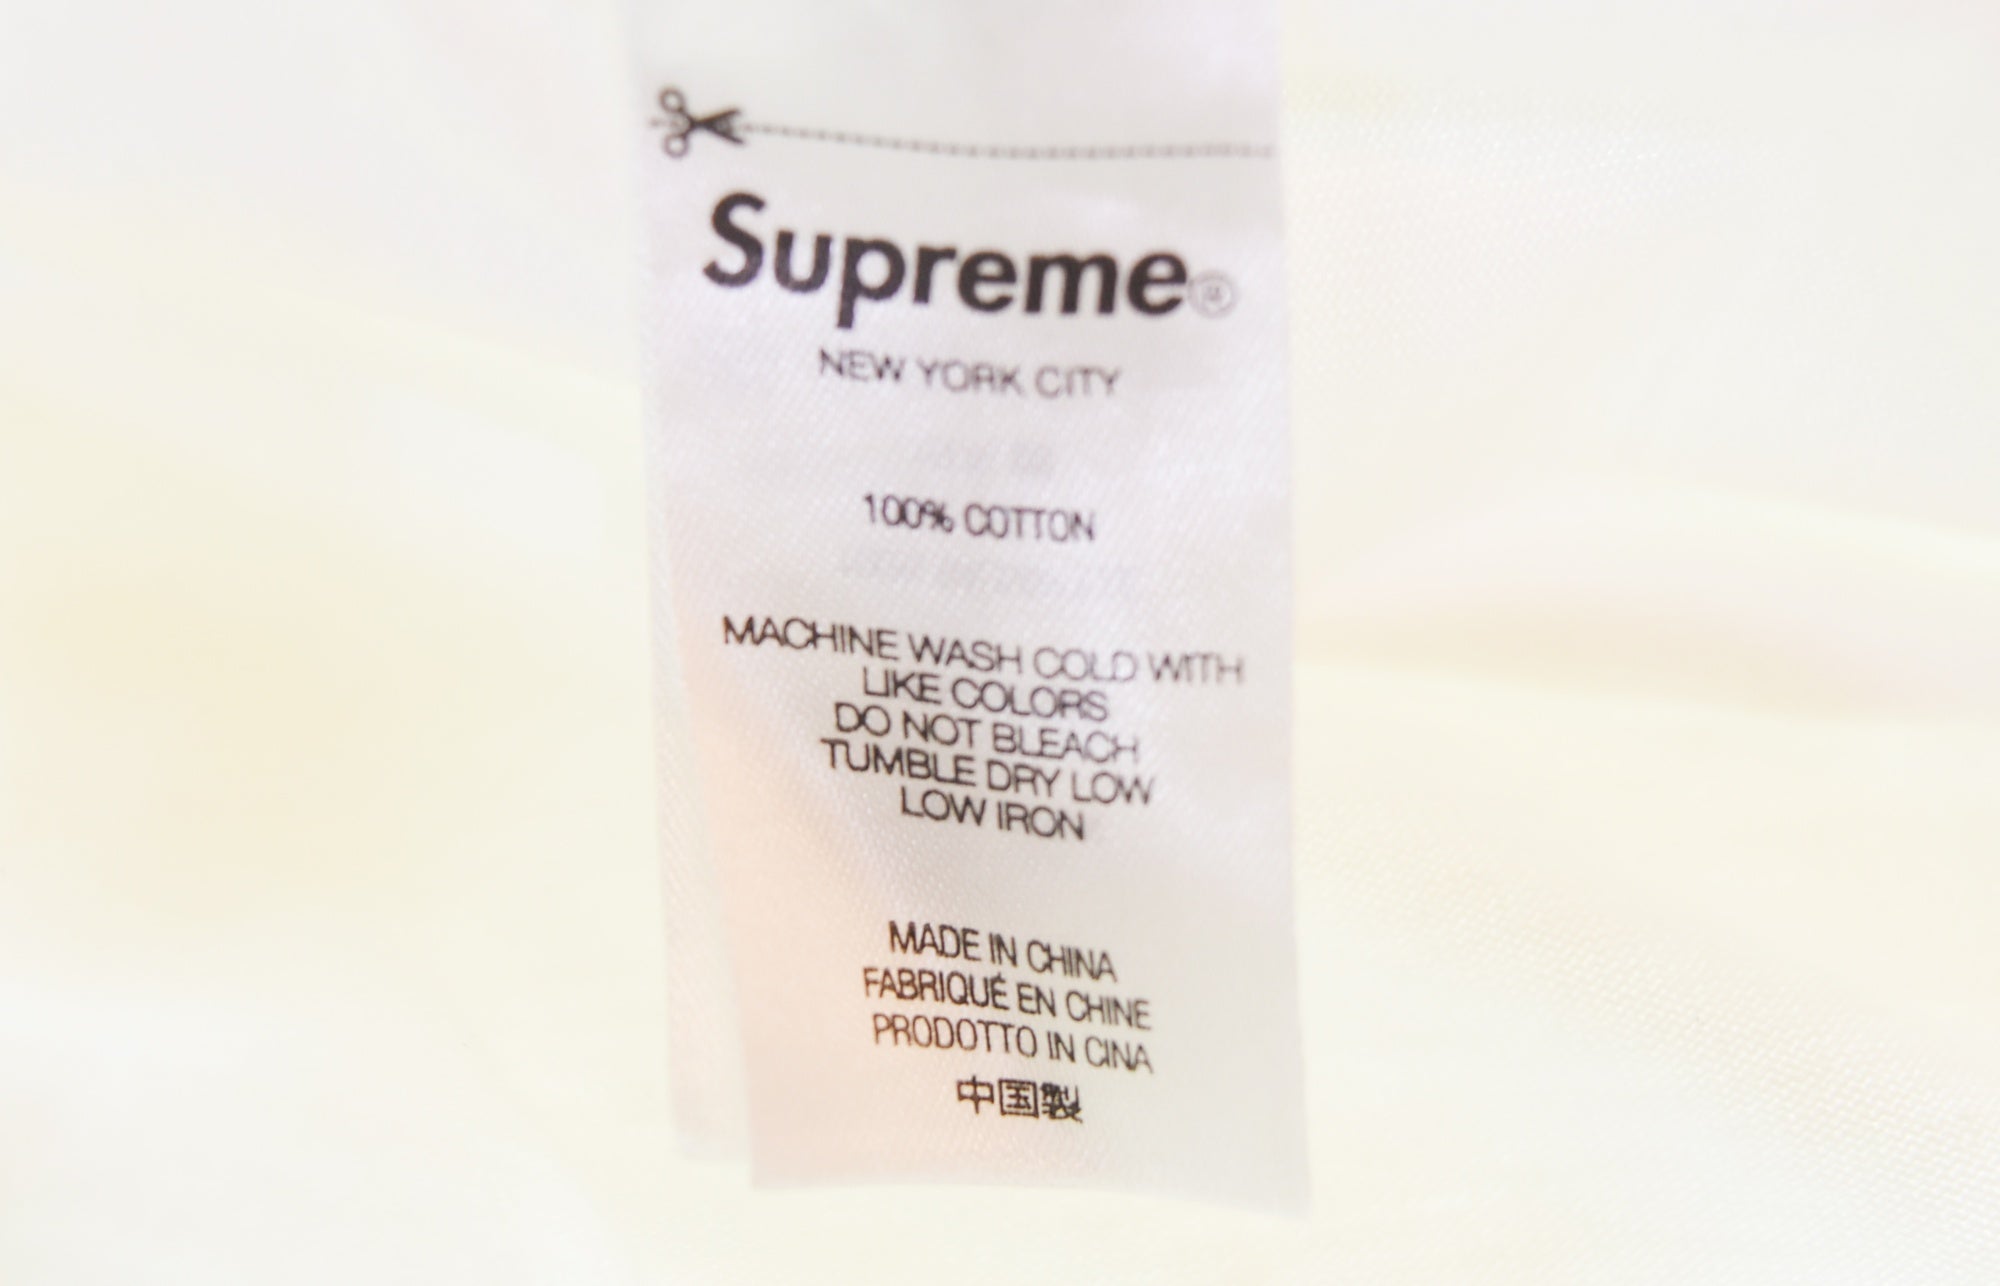 Supreme®
NEW YORK CITY
100% COTTON
MACHINE WASH COLD WITH
LIKE COLORS
DO NOT BLEACH
TUMBLE DRY LOW
LOW IRON
MADE IN CHINA
FABRIQUÉ EN CHINE
PRODOTTO IN CINA
中国製